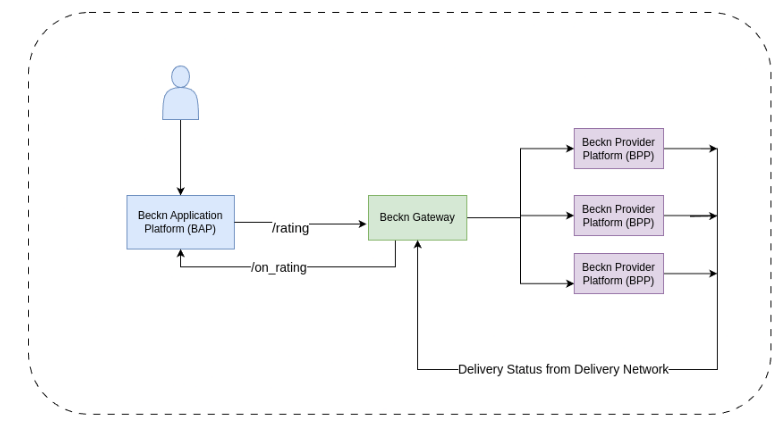 Beckn Application
Platform (BAP)
/rating
Beckn Gateway
/on_rating
Beckn Provider
Platform (BPP)
Beckn Provider
Platform (BPP)
Beckn Provider
Platform (BPP)
Delivery Status from Delivery Network